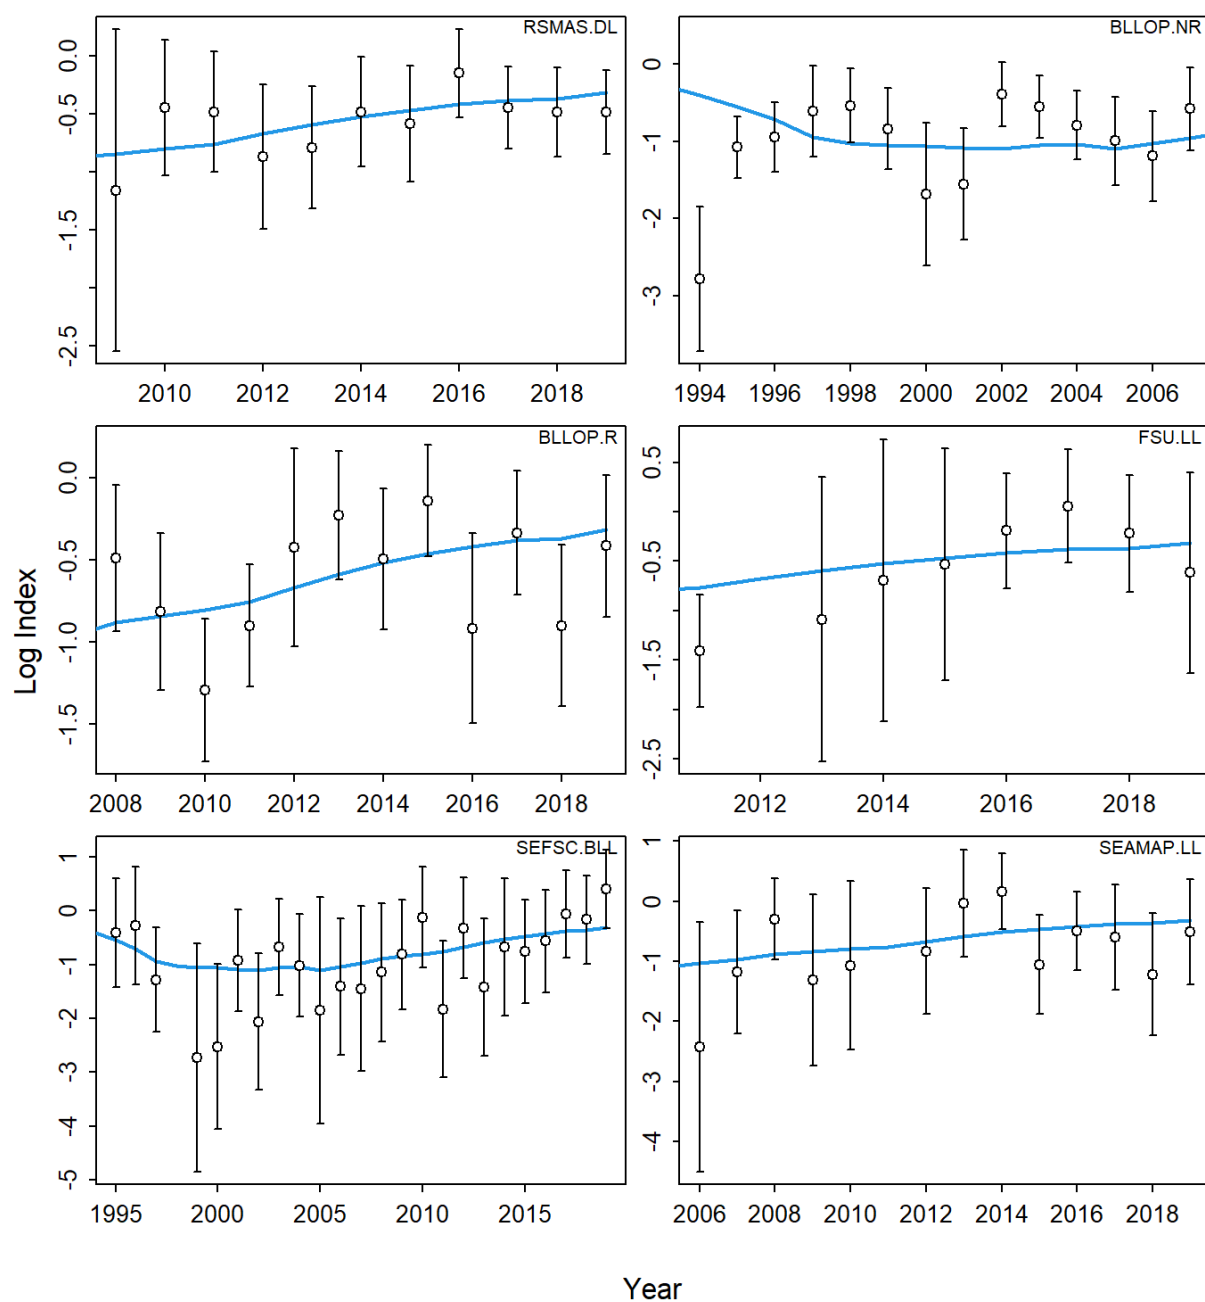 RSMAS.DL
0.0
-0.5
-1.5
-2.5
2010 2012 2014 2016 2018
BLLOP.NR
0
-1
-2
-3
1994 1996 1998 2000 2002 2004 2006
BLLOP.R
0.0
-0.5
-1.0
-1.5
2008 2010 2012 2014 2016 2018
FSU.LL
0.5
-0.5
-1.5
-2.5
2012 2014 2016 2018
SEFSC.BLL
1
0
-1
-2
-3
-4
-5
1995 2000 2005 2010 2015
SEAMAP.LL
1
0
-1
-2
-3
-4
2006 2008 2010 2012 2014 2016 2018
Log Index
Year